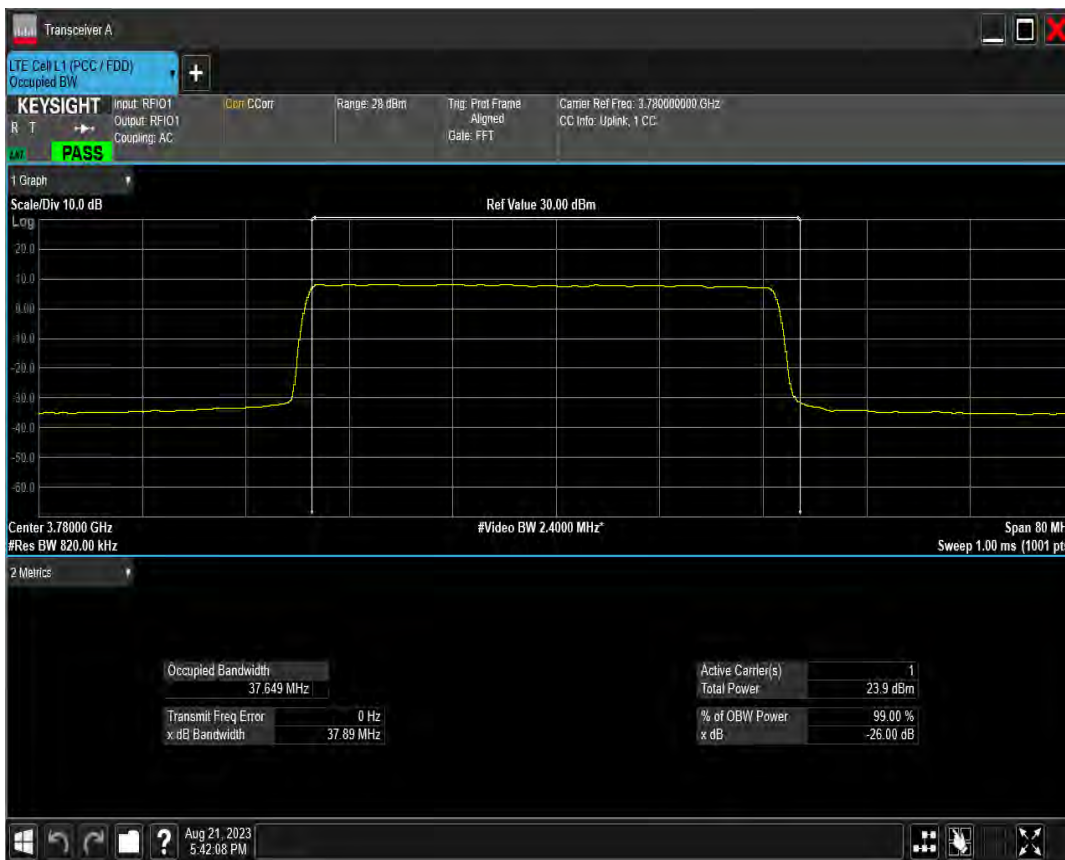 Transceiver A
LTE Cell L1 (PCC / FDD)
Occupied BW
+
KEYSIGHT
R T
PASS
Input: RFIO1
Output: RFIO1
Coupling: AC
Corr CCorr
Range: 28 dBm
Trig: Prot Frame
Aligned
Gate: FFT
Carrier Ref Freq: 3.780000000 GHz
CC Info: Uplink, 1 CC
1 Graph
Scale/Div 10.0 dB
Ref Value 30.00 dBm
Log
20.0
10.0
0.00
-10.0
-20.0
-30.0
-40.0
-50.0
-60.0
Center 3.78000 GHz
#Video BW 2.4000 MHz*
Span 80 MH
#Res BW 820.00 kHz
Sweep 1.00 ms (1001 pts
2 Metrics
Occupied Bandwidth
37.649 MHz
Transmit Freq Error 0 Hz
x dB Bandwidth 37.89 MHz
Active Carrier(s) 1
Total Power 23.9 dBm
% of OBW Power 99.00 %
x dB -26.00 dB
?
Aug 21, 2023
5:42:08 PM